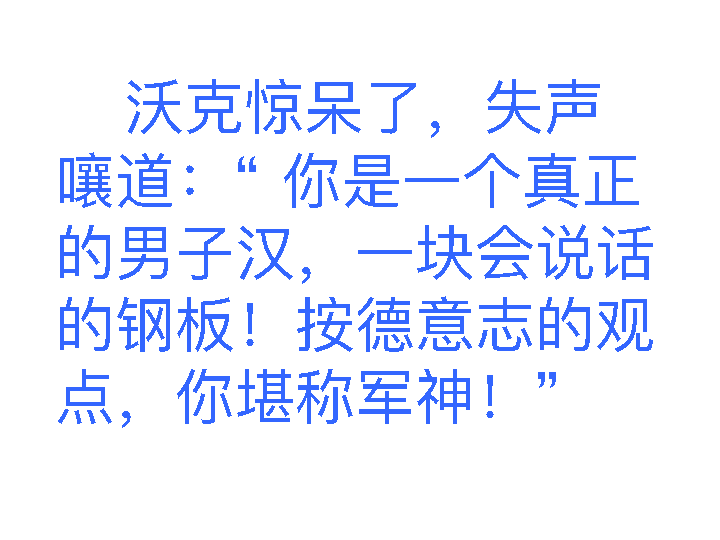 沃克惊呆了，失声
嚷道：“你是一个真正
的男子汉，一块会说话
的钢板！按德意志的观
点，你堪称军神！”